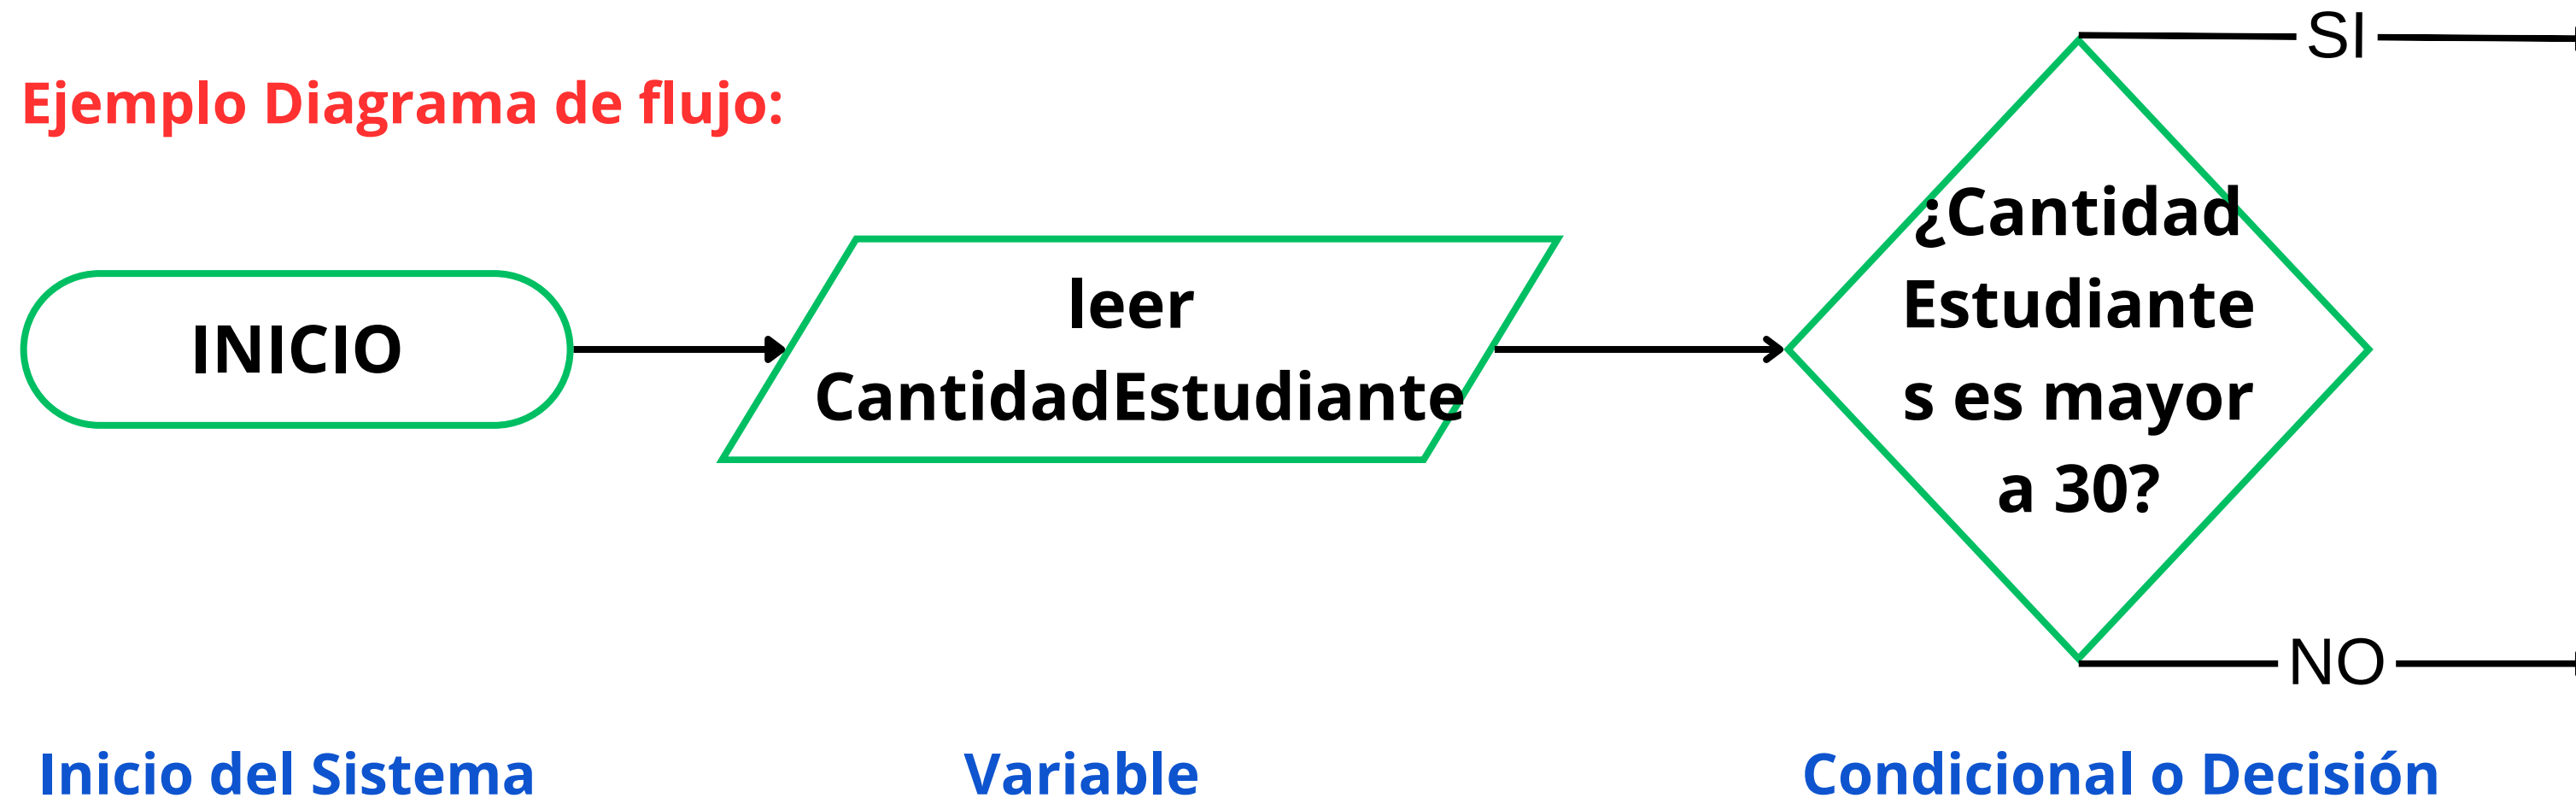 Ejemplo Diagrama de flujo:
INICIO
leer
CantidadEstudiante
¿Cantidad
Estudiante
s es mayor
a 30?
SI
NO
Inicio del Sistema
Variable
Condicional o Decisión